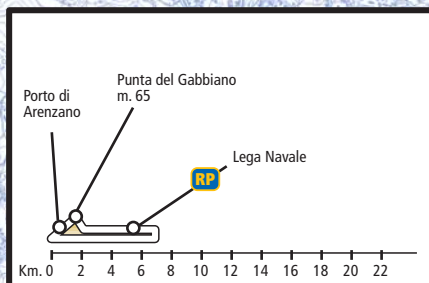 Punta del Gabbiano
m. 65
Porto di
Arenzano
Lega Navale
RP
Km. 0 2 4 6 8 10 12 14 16 18 20 22